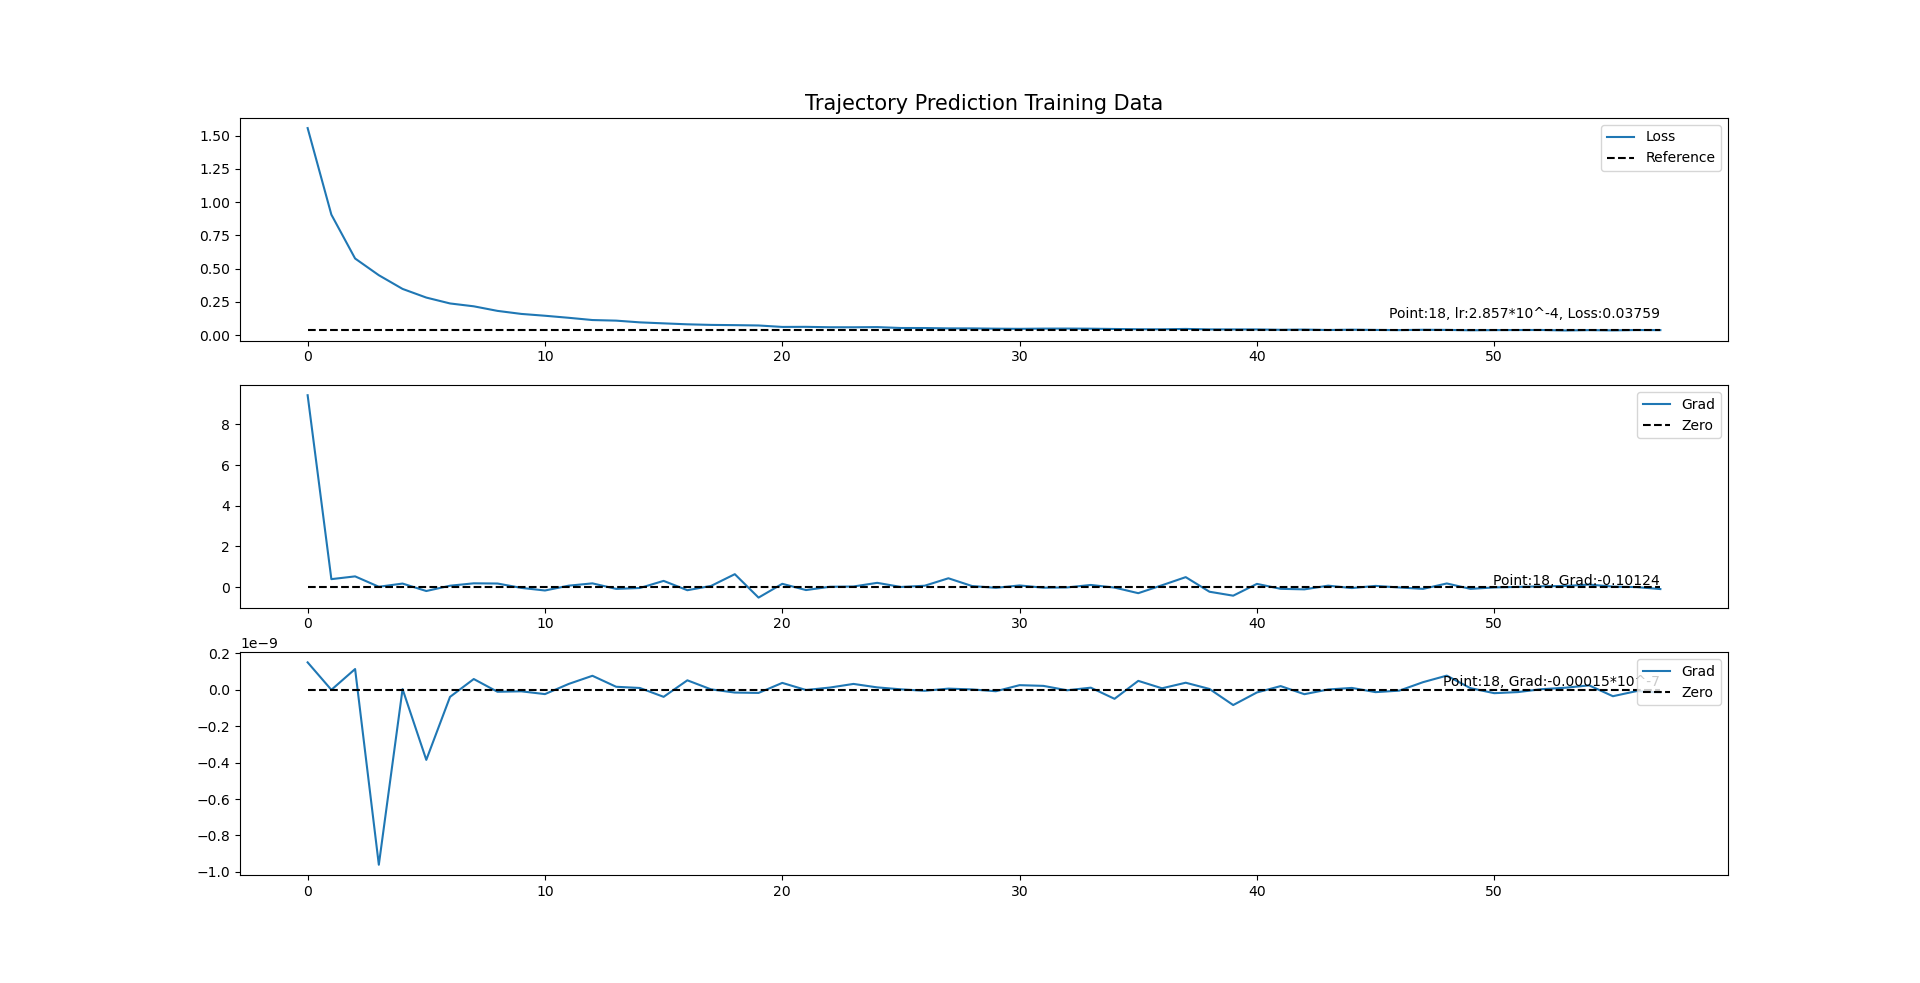 Trajectory Prediction Training Data
1.50
1.25
1.00
0.75
0.50
0.25
0.00
Loss
Reference
Point:18, lr:2.857*10^-4, Loss:0.03759
0 10 20 30 40 50
8
6
4
2
0
Grad
Zero
Point:18, Grad:-0.10124
0 10 20 30 40 50
1e−9
0.2
0.0
−0.2
−0.4
−0.6
−0.8
−1.0
Grad
Zero
Point:18, Grad:-0.00015*10^-7
0 10 20 30 40 50